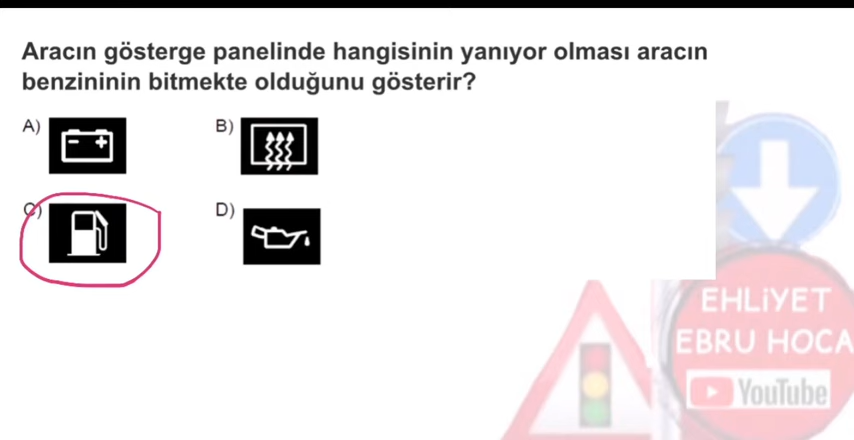 Aracın gösterge panelinde hangisinin yanıyor olması aracın
benzininin bitmekte olduğunu gösterir?
A)
B)
C)
D)
EHLİYET
EBRU HOCA
YouTube